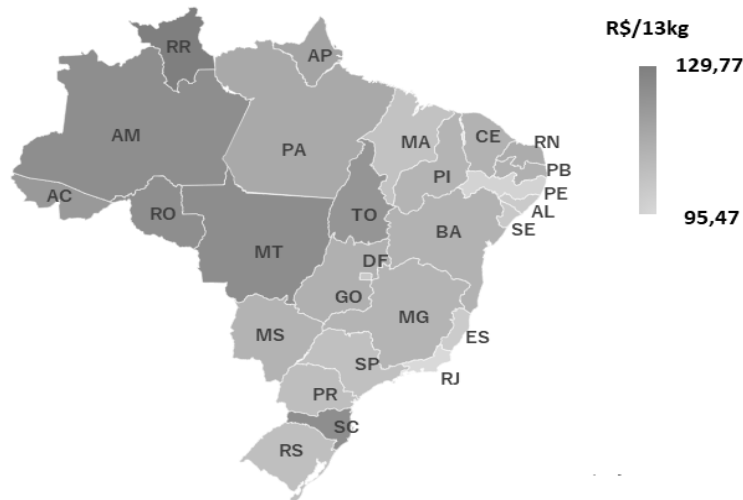 R$/13kg
129,77
95,47
RR
AP
AM
PA
MA
CE
RN
PB
PI
PE
AC
AL
RO
TO
SE
BA
MT
DF
GO
MG
MS
ES
SP
RJ
PR
SC
RS